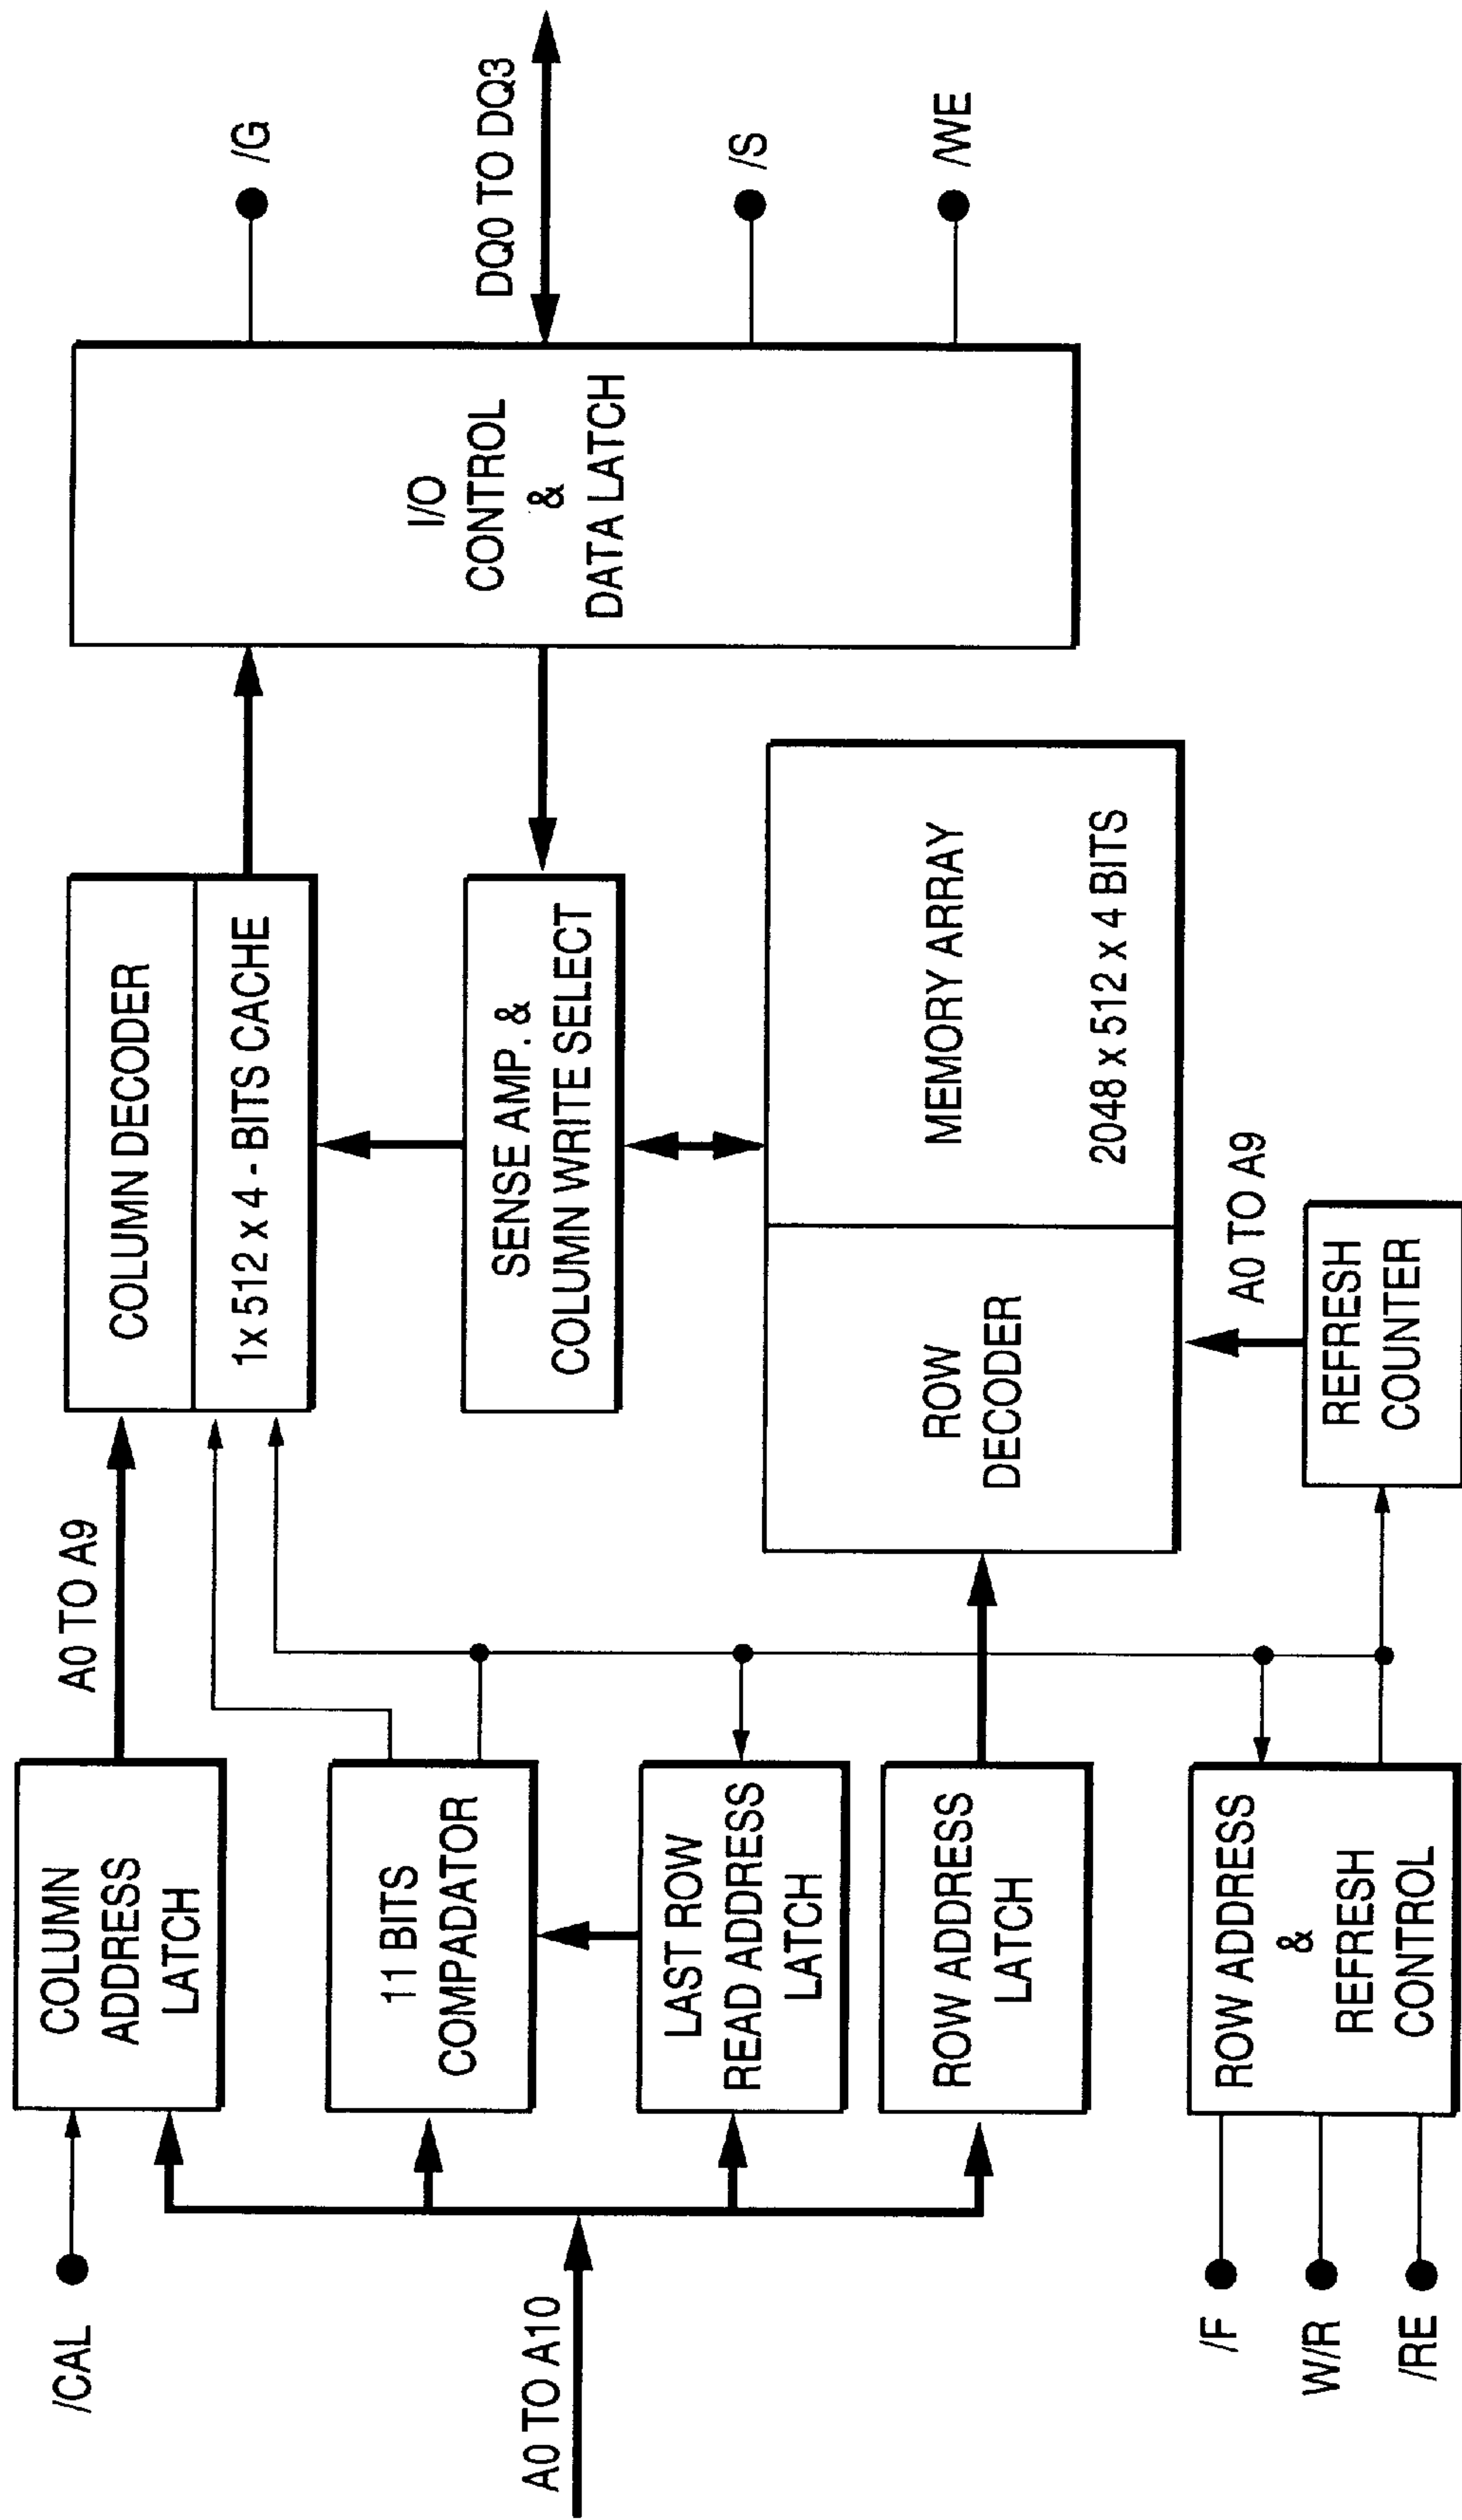 /CAL
COLUMN
ADDRESS
LATCH
A0 TO A9
COLUMN DECODER
1 x 512 x 4 - BITS CACHE
I/O
CONTROL
&
DATA LATCH
/G
DQ0 TO DQ3
/S
/WE
A0 TO A10
11 BITS
COMPADATOR
SENSE AMP. &
COLUMN WRITE SELECT
LAST ROW
READ ADDRESS
LATCH
ROW ADDRESS
LATCH
ROW
DECODER
MEMORY ARRAY
2048 x 512 x 4 BITS
A0 TO A9
/F
W/R
/RE
ROW ADDRESS
&
REFRESH
CONTROL
REFRESH
COUNTER